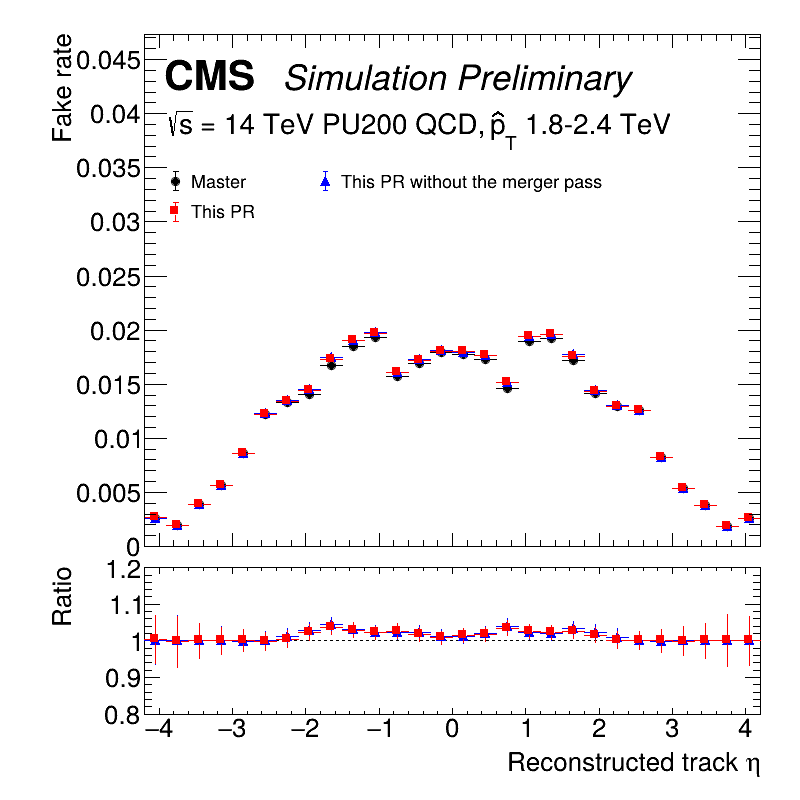 Fake rate
CMS Simulation Preliminary
√s = 14 TeV PU200 QCD, p̂_T 1.8-2.4 TeV
Master
This PR without the merger pass
This PR
0.045
0.04
0.035
0.03
0.025
0.02
0.015
0.01
0.005
0
Ratio
1.2
1.1
1
0.9
0.8
−4 −3 −2 −1 0 1 2 3 4
Reconstructed track η